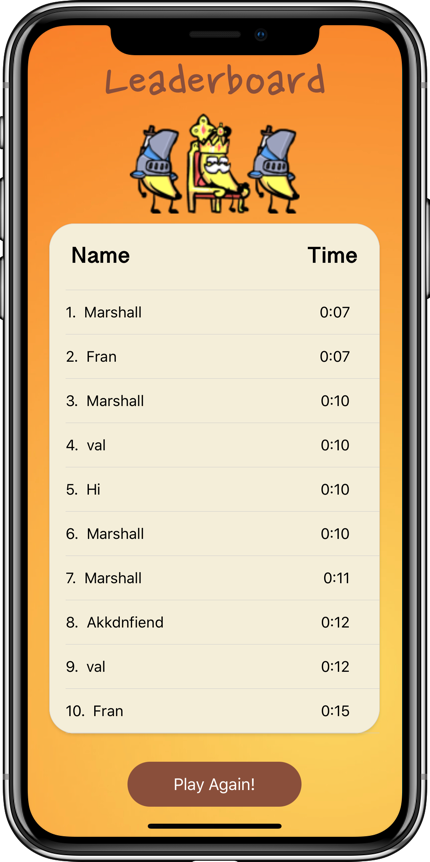 Leaderboard
Name Time
1. Marshall 0:07
2. Fran 0:07
3. Marshall 0:10
4. val 0:10
5. Hi 0:10
6. Marshall 0:10
7. Marshall 0:11
8. Akkdnfiend 0:12
9. val 0:12
10. Fran 0:15
Play Again!